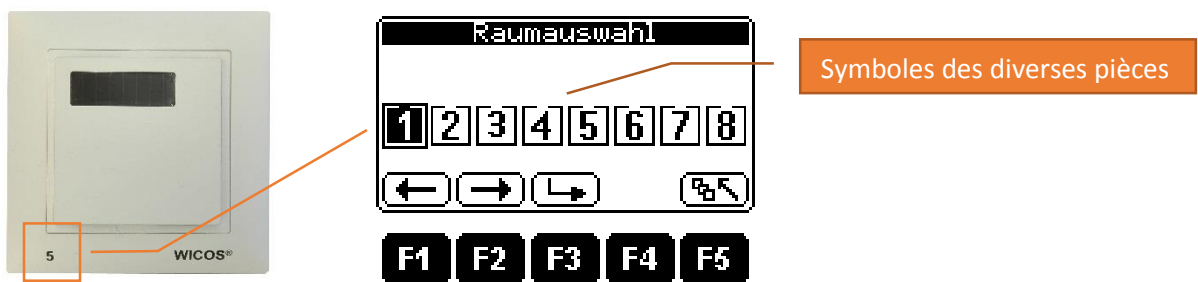 Raumauswahl
Symboles des diverses pièces
1 2 3 4 5 6 7 8
5 WICOS®
F1 F2 F3 F4 F5